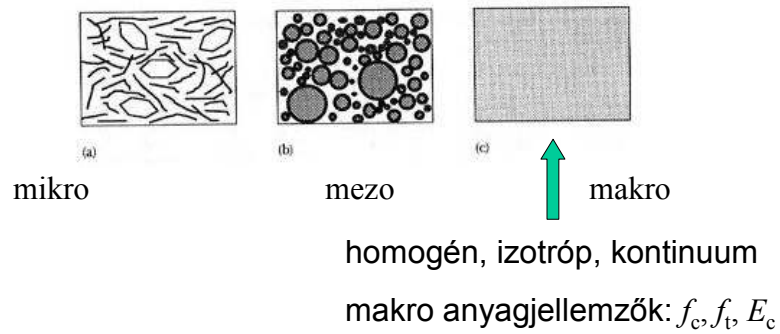 (a) (b) (c)
mikro mezo makro
homogén, izotróp, kontinuum
makro anyagjellemzők: fc, ft, Ec